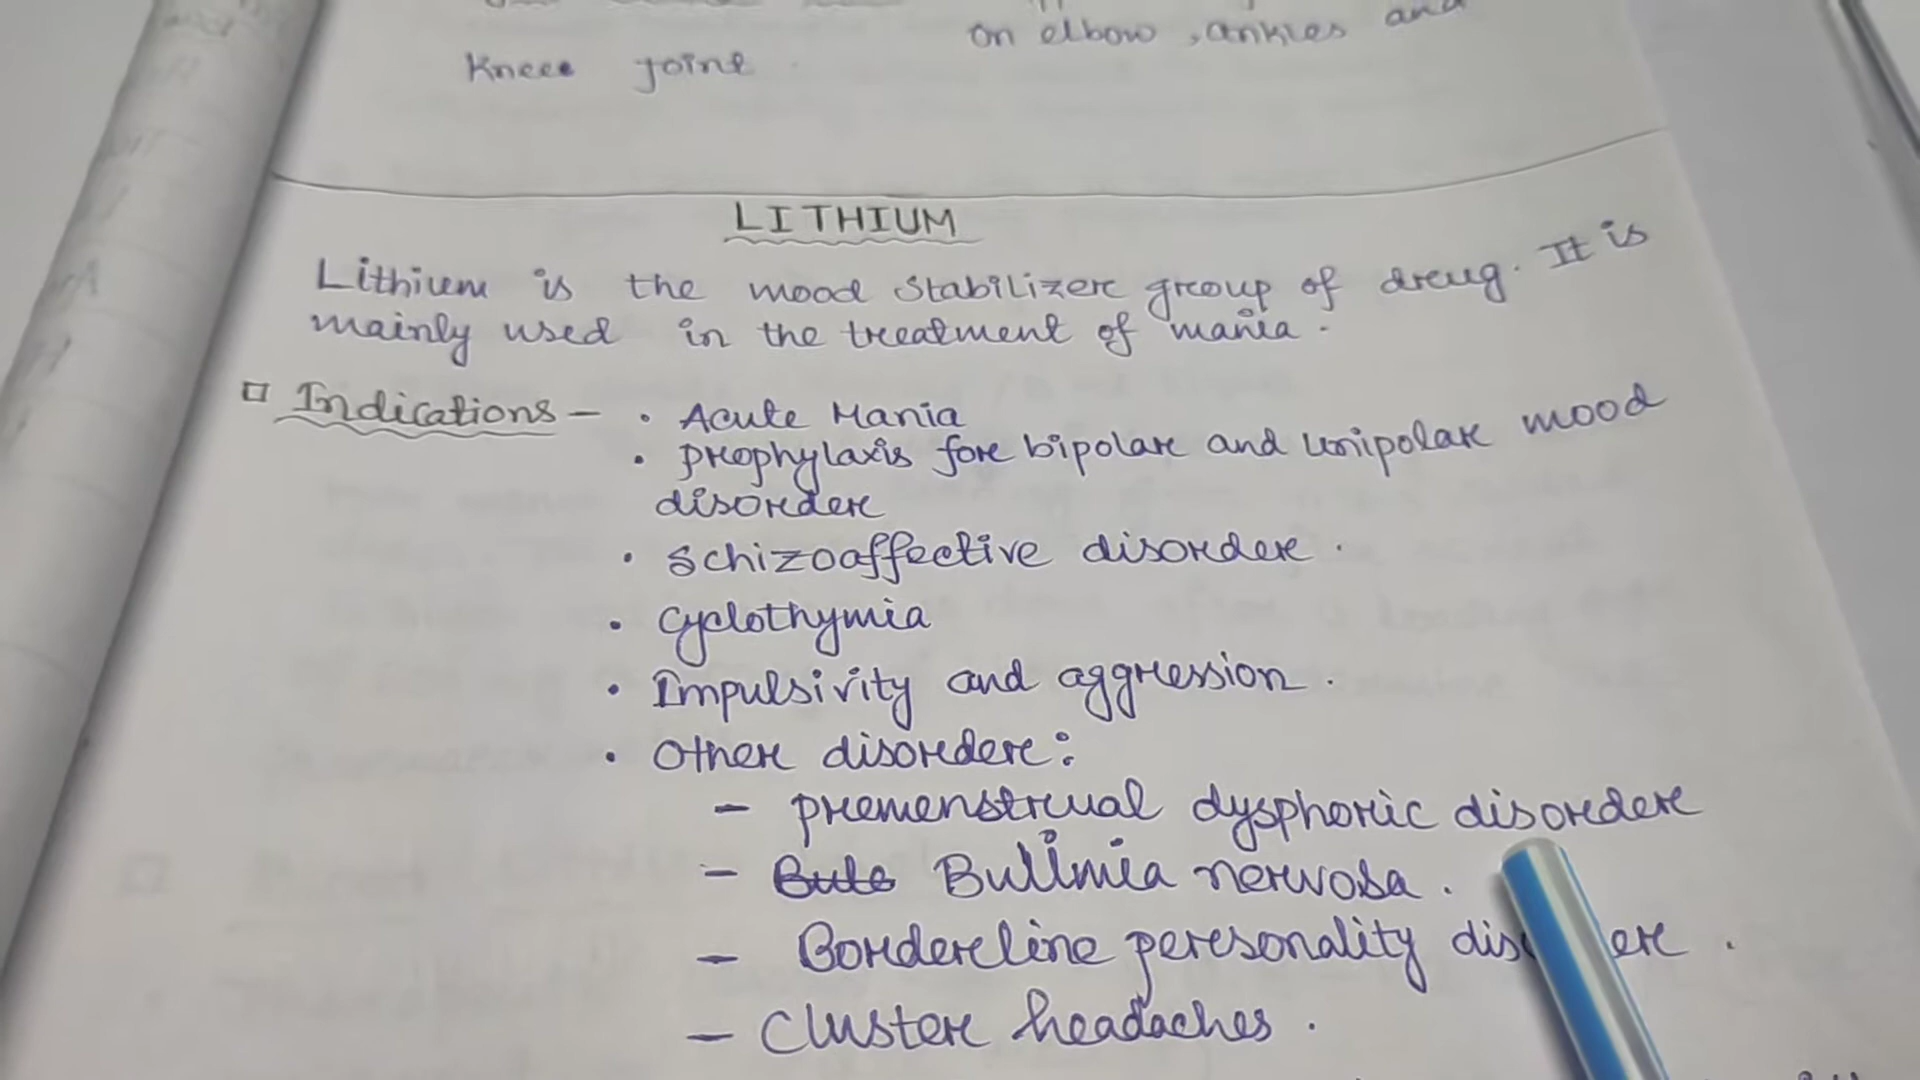 on elbow, ankles and
Knee joint
LITHIUM
Lithium is the mood stabilizer group of drug. It is
mainly used in the treatment of mania.
Indications - • Acute Mania
• prophylaxis for bipolar and unipolar mood
disorder
• Schizoaffective disorder.
• Cyclothymia
• Impulsivity and aggression.
• Other disorder:
- premenstrual dysphoric disorder
- Bulimia nervosa.
- Borderline personality dis er.
- Cluster headaches.